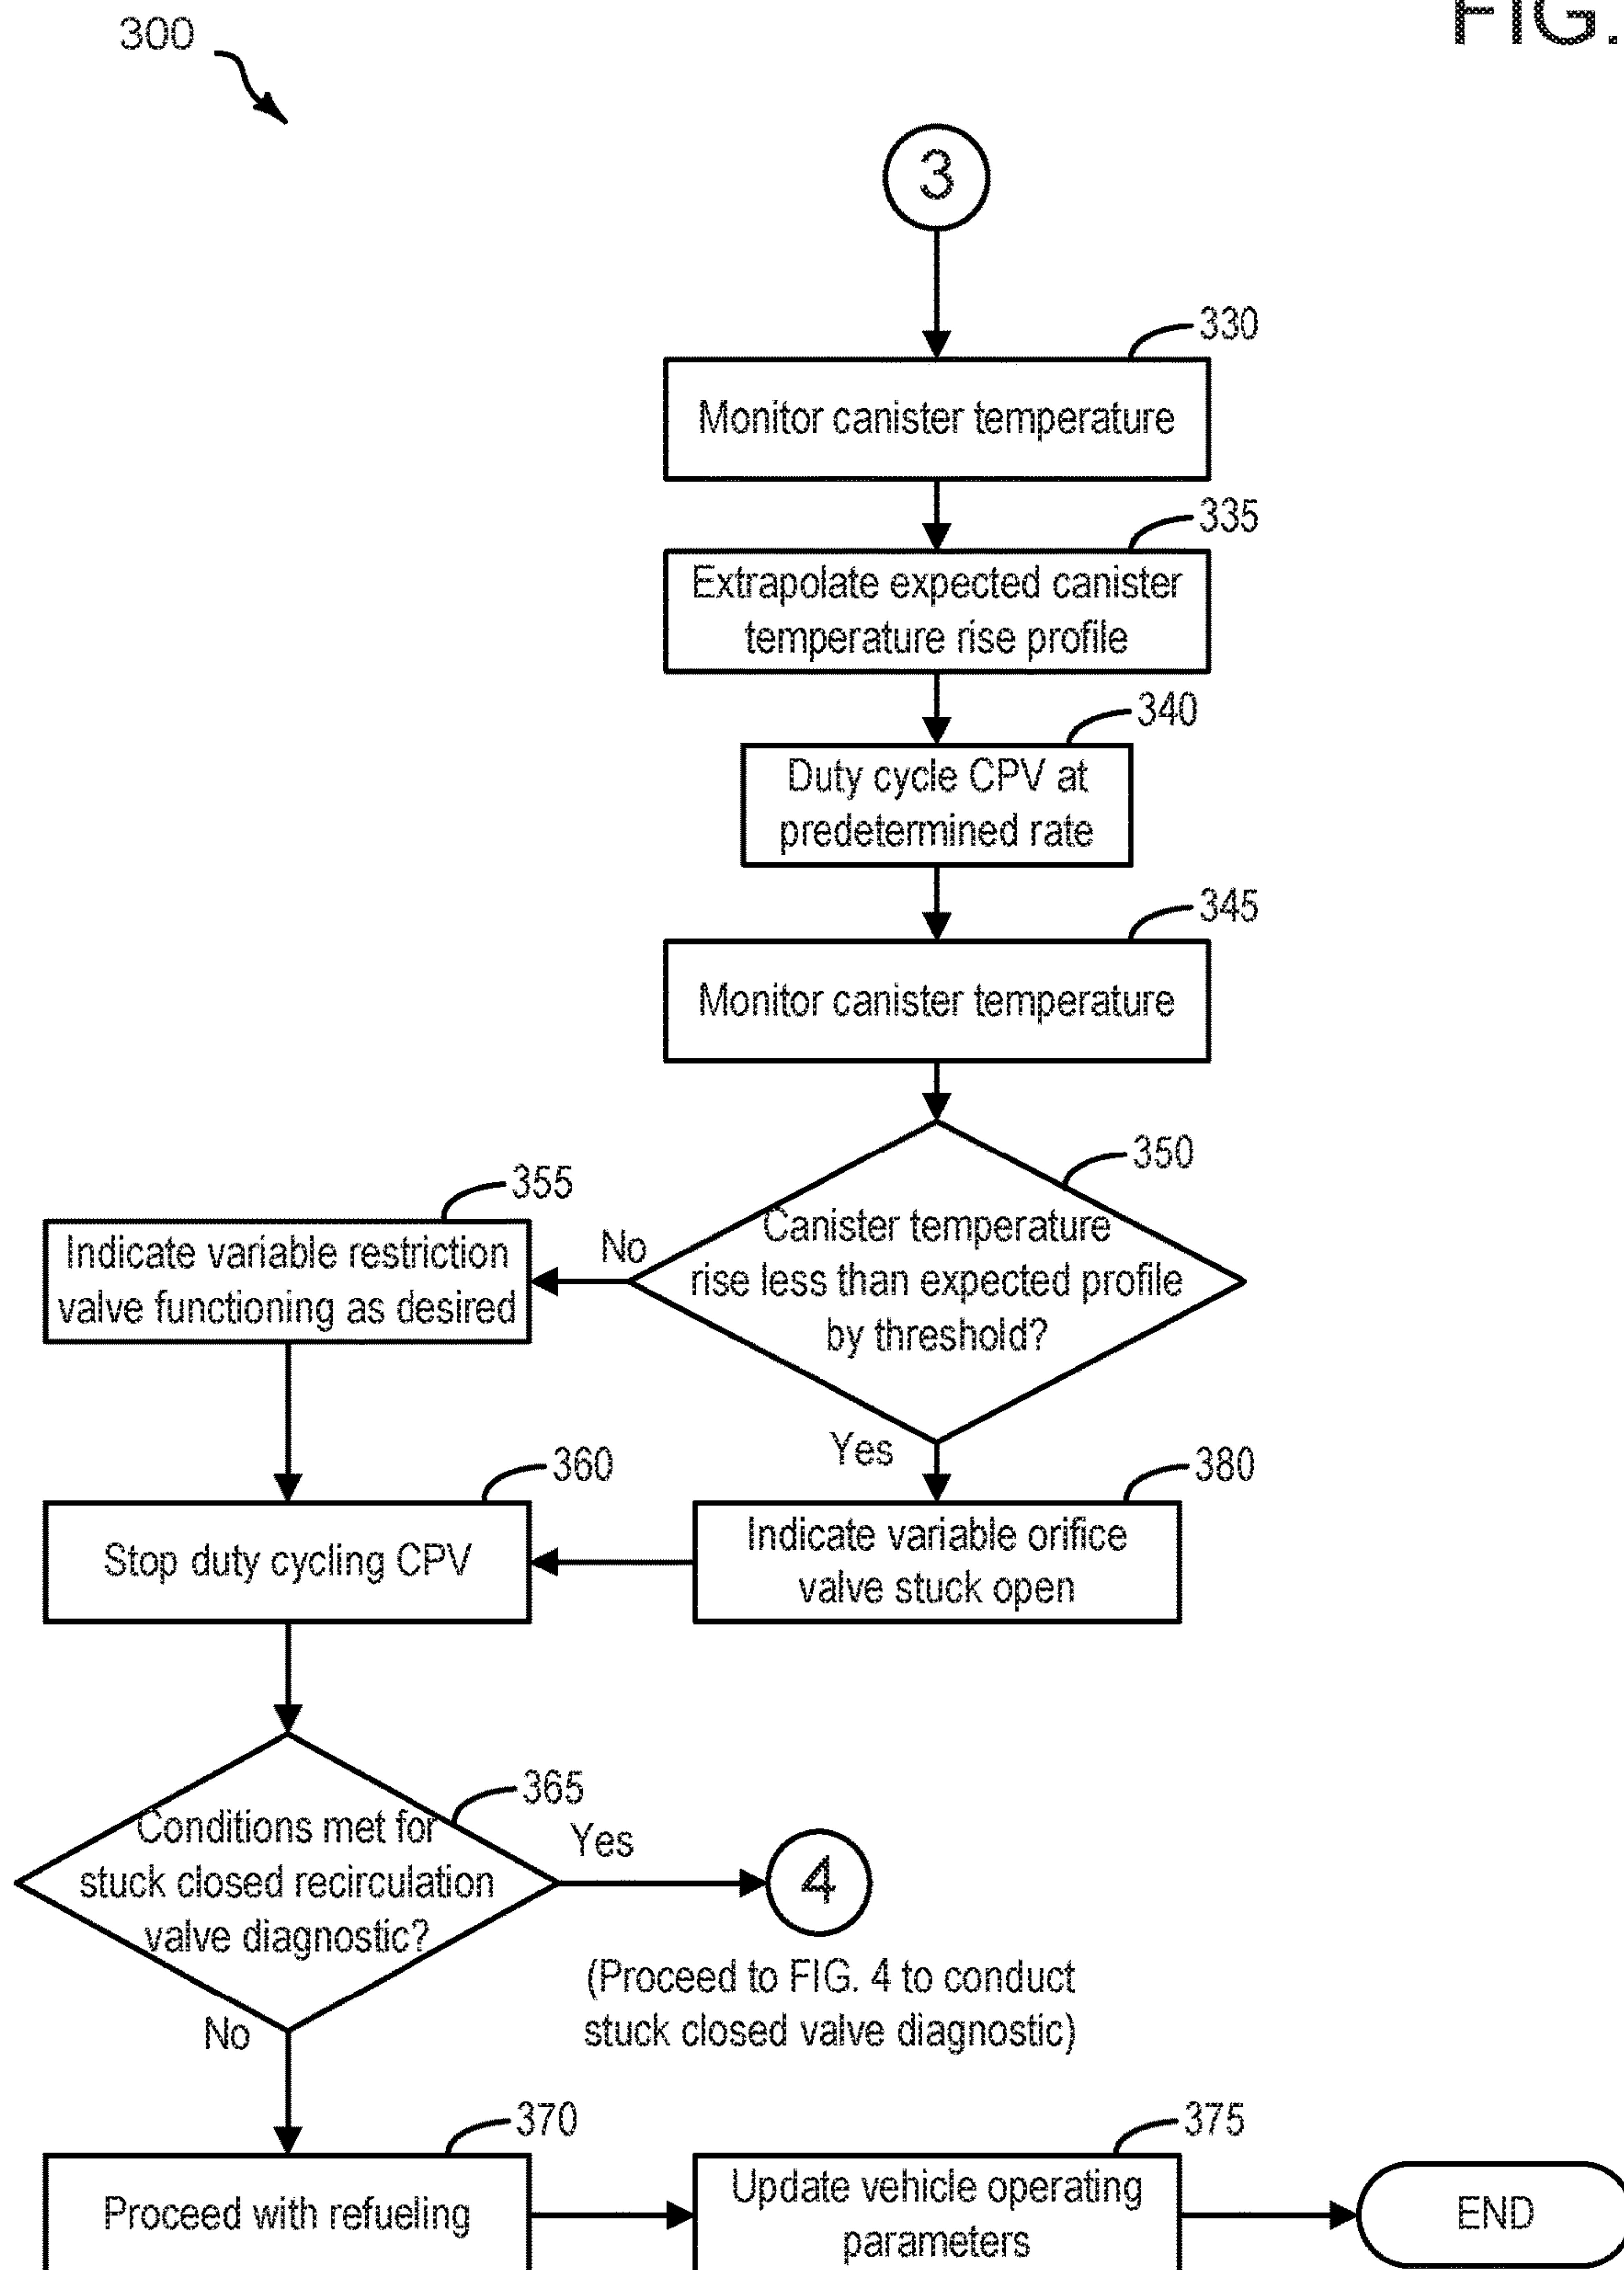 300
FIG.
3
330
Monitor canister temperature
335
Extrapolate expected canister
temperature rise profile
340
Duty cycle CPV at
predetermined rate
345
Monitor canister temperature
350
Canister temperature
rise less than expected profile
by threshold?
No
355
Indicate variable restriction
valve functioning as desired
Yes
360
Stop duty cycling CPV
380
Indicate variable orifice
valve stuck open
365
Conditions met for
stuck closed recirculation
valve diagnostic?
Yes
4
(Proceed to FIG. 4 to conduct
stuck closed valve diagnostic)
No
370
Proceed with refueling
375
Update vehicle operating
parameters
END